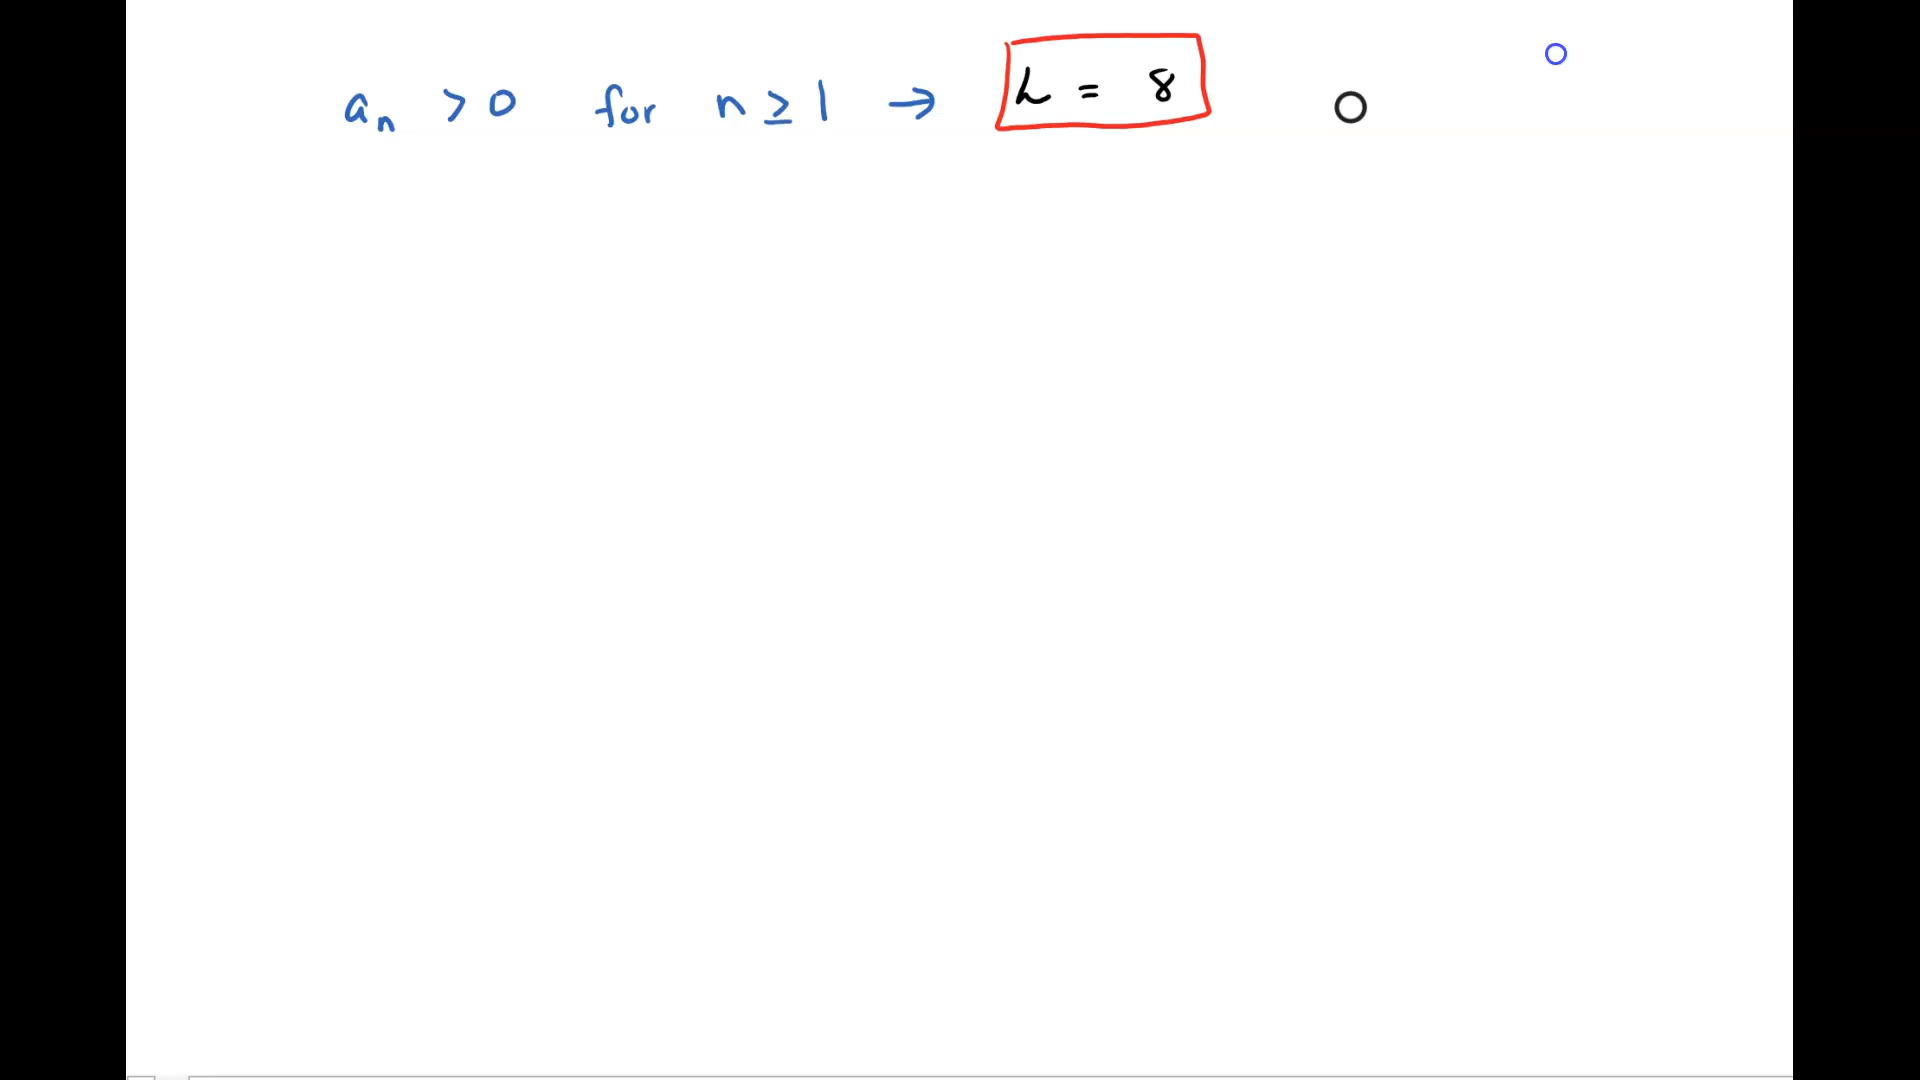 aₙ > 0 for n ≥ 1 → L = 8